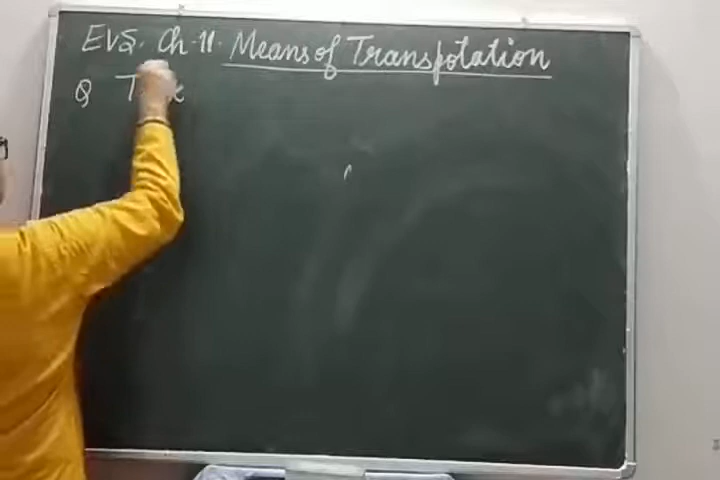 EVS. Ch-11. Means of Transpotation
Q